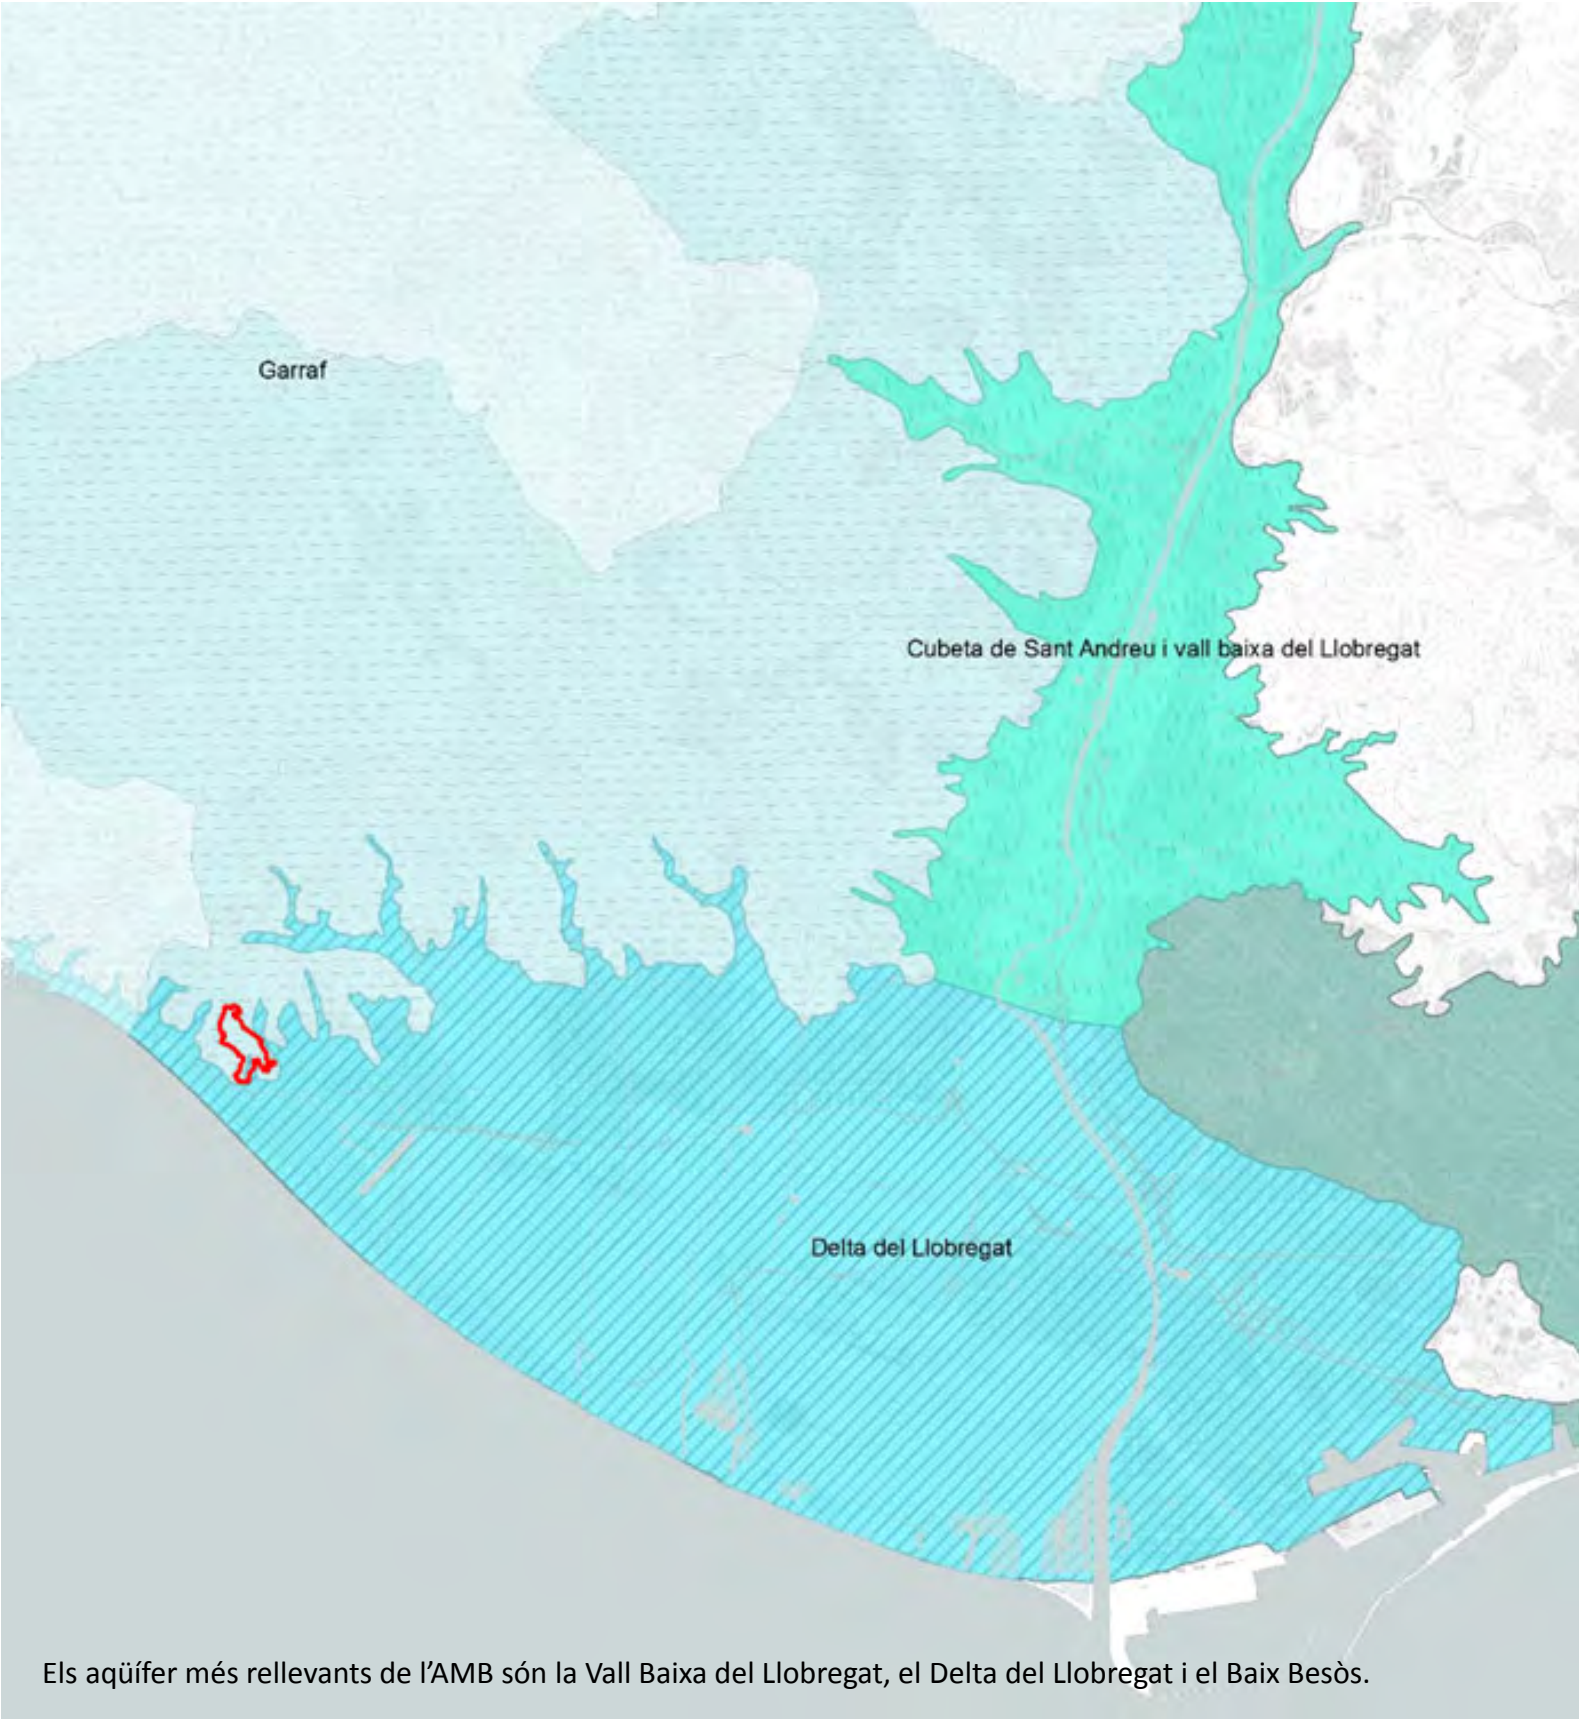 Garraf
Cubeta de Sant Andreu i vall baixa del Llobregat
Delta del Llobregat
Els aqüífer més rellevants de l’AMB són la Vall Baixa del Llobregat, el Delta del Llobregat i el Baix Besòs.